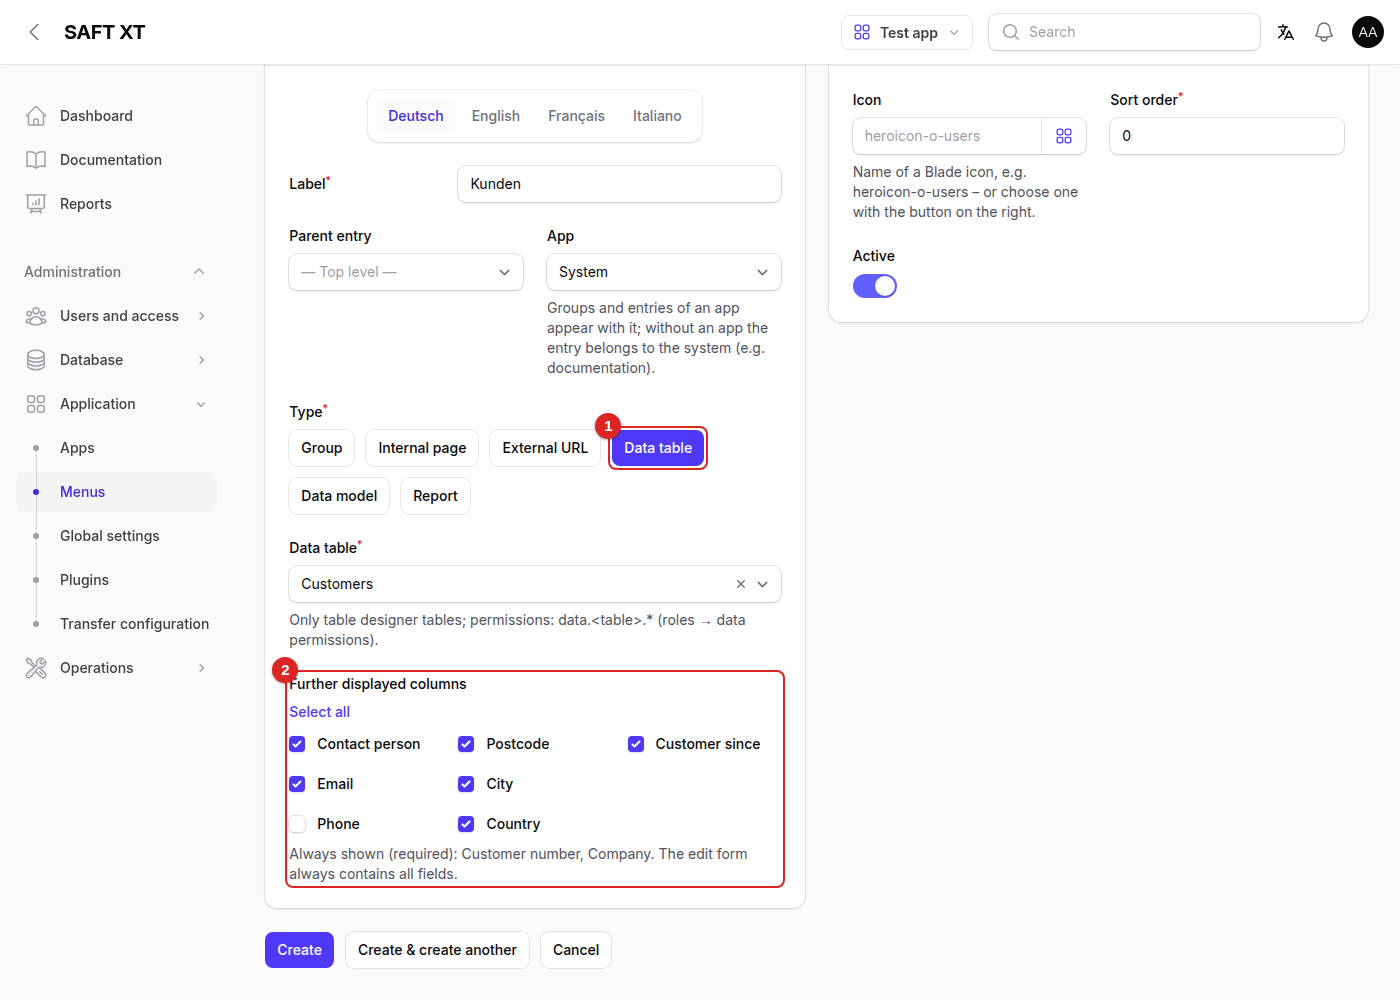 SAFT XT
Test app
Search
AA
Dashboard
Documentation
Reports
Administration
Users and access
Database
Application
Apps
Menus
Global settings
Plugins
Transfer configuration
Operations
Deutsch English Français Italiano
Label*
Kunden
Parent entry
— Top level —
App
System
Groups and entries of an app
appear with it; without an app the
entry belongs to the system (e.g.
documentation).
Type*
1
Group Internal page External URL Data table
Data model Report
Data table*
Customers
Only table designer tables; permissions: data.<table>.* (roles → data
permissions).
2
Further displayed columns
Select all
Contact person Postcode Customer since
Email City
Phone Country
Always shown (required): Customer number, Company. The edit form
always contains all fields.
Create Create & create another Cancel
Icon
heroicon-o-users
Name of a Blade icon, e.g.
heroicon-o-users – or choose one
with the button on the right.
Sort order*
0
Active